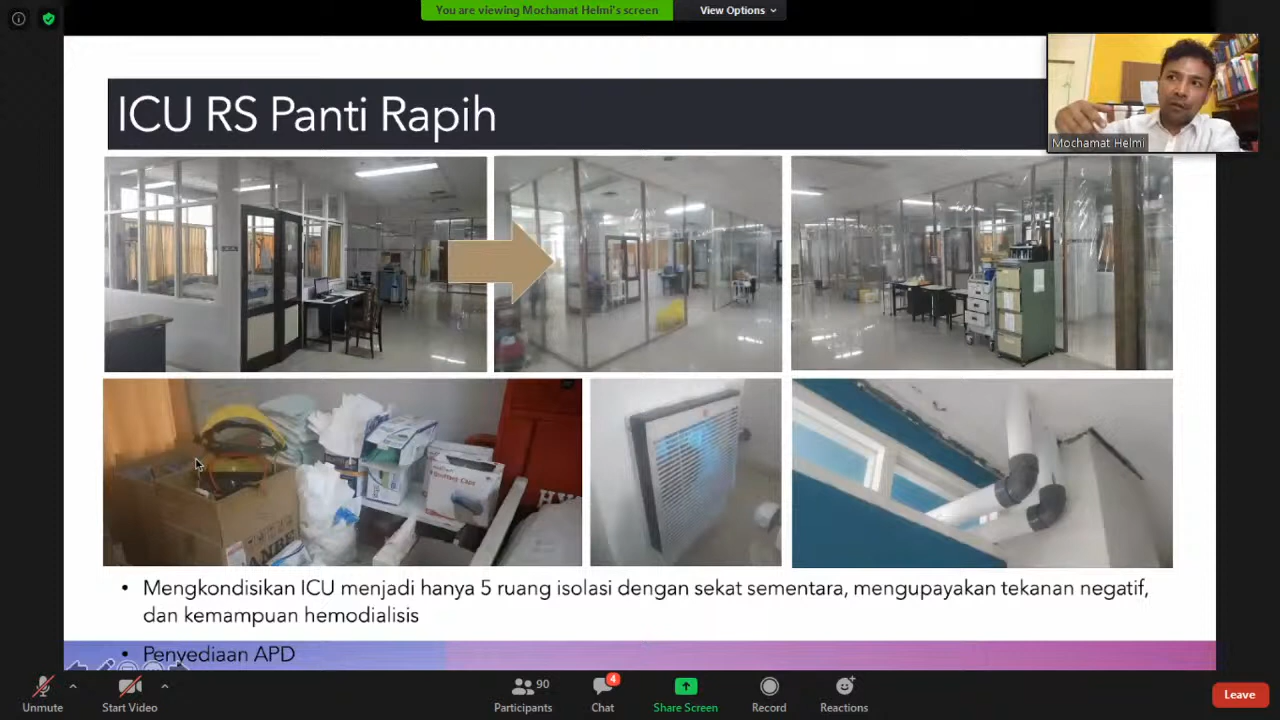 You are viewing Mochamat Helmi's screen
View Options
ICU RS Panti Rapih
Mochamat Helmi
• Mengkondisikan ICU menjadi hanya 5 ruang isolasi dengan sekat sementara, mengupayakan tekanan negatif,
dan kemampuan hemodialisis
• Penyediaan APD
Unmute
Start Video
Participants
90
Chat
4
Share Screen
Record
Reactions
Leave